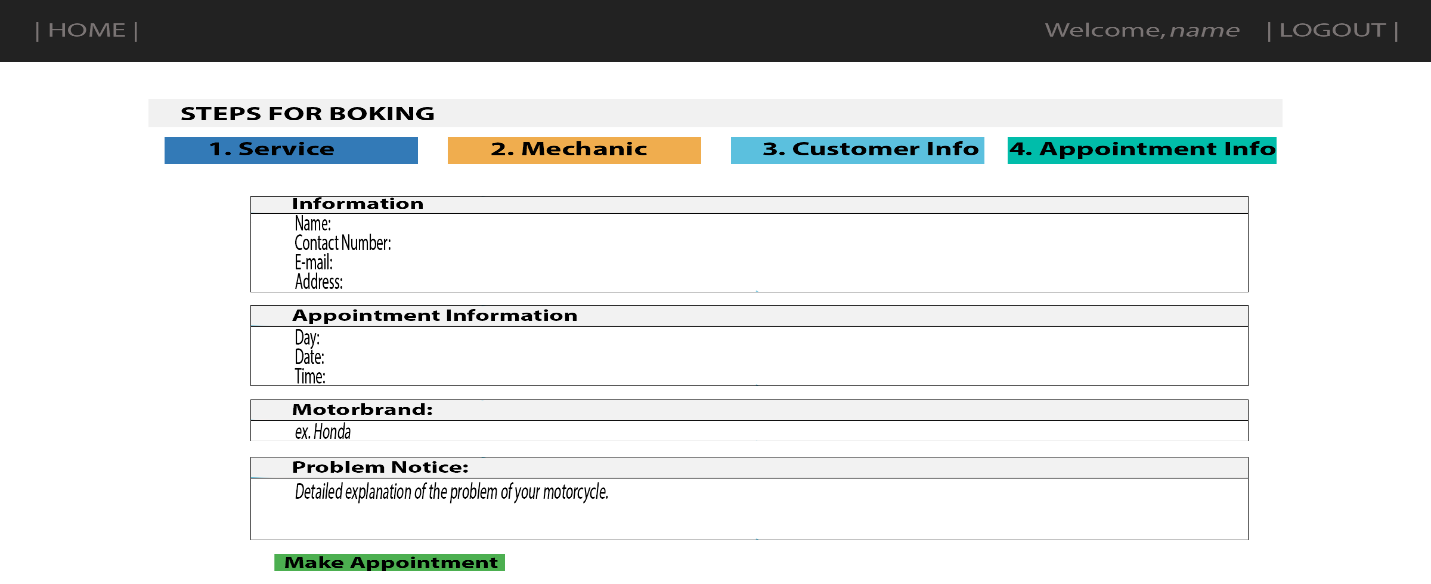 | HOME | Welcome, name | LOGOUT |
STEPS FOR BOKING
1. Service 2. Mechanic 3. Customer Info 4. Appointment Info
Information
Name:
Contact Number:
E-mail:
Address:
Appointment Information
Day:
Date:
Time:
Motorbrand:
ex. Honda
Problem Notice:
Detailed explanation of the problem of your motorcycle.
Make Appointment